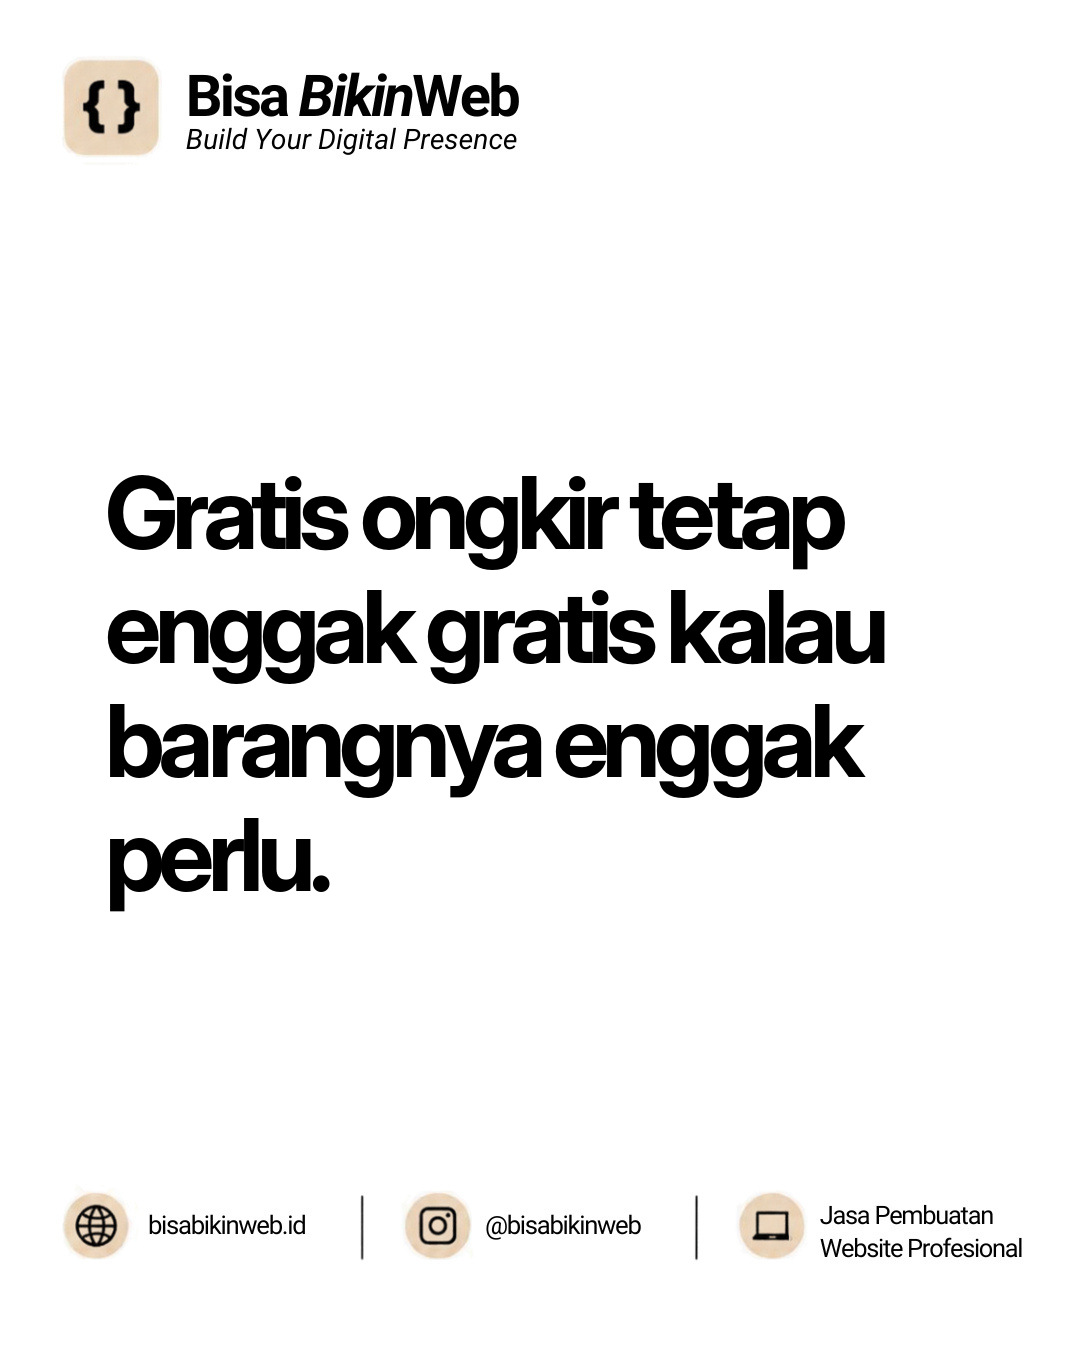 { }
Bisa BikinWeb
Build Your Digital Presence
Gratis ongkir tetap
enggak gratis kalau
barangnya enggak
perlu.
bisabikinweb.id
@bisabikinweb
Jasa Pembuatan
Website Profesional